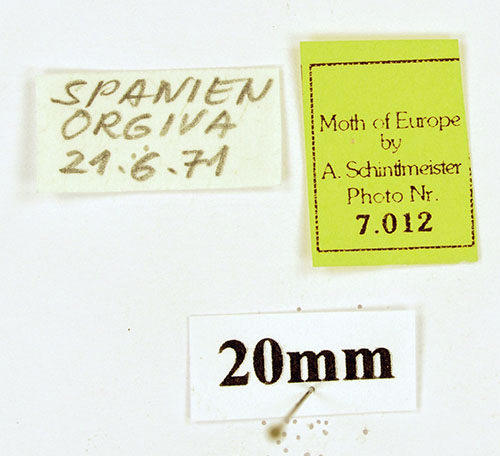 SPANIEN
ORGIVA
21.6.71
Moth of Europe
by
A. Schintlmeister
Photo Nr.
7.012
20mm